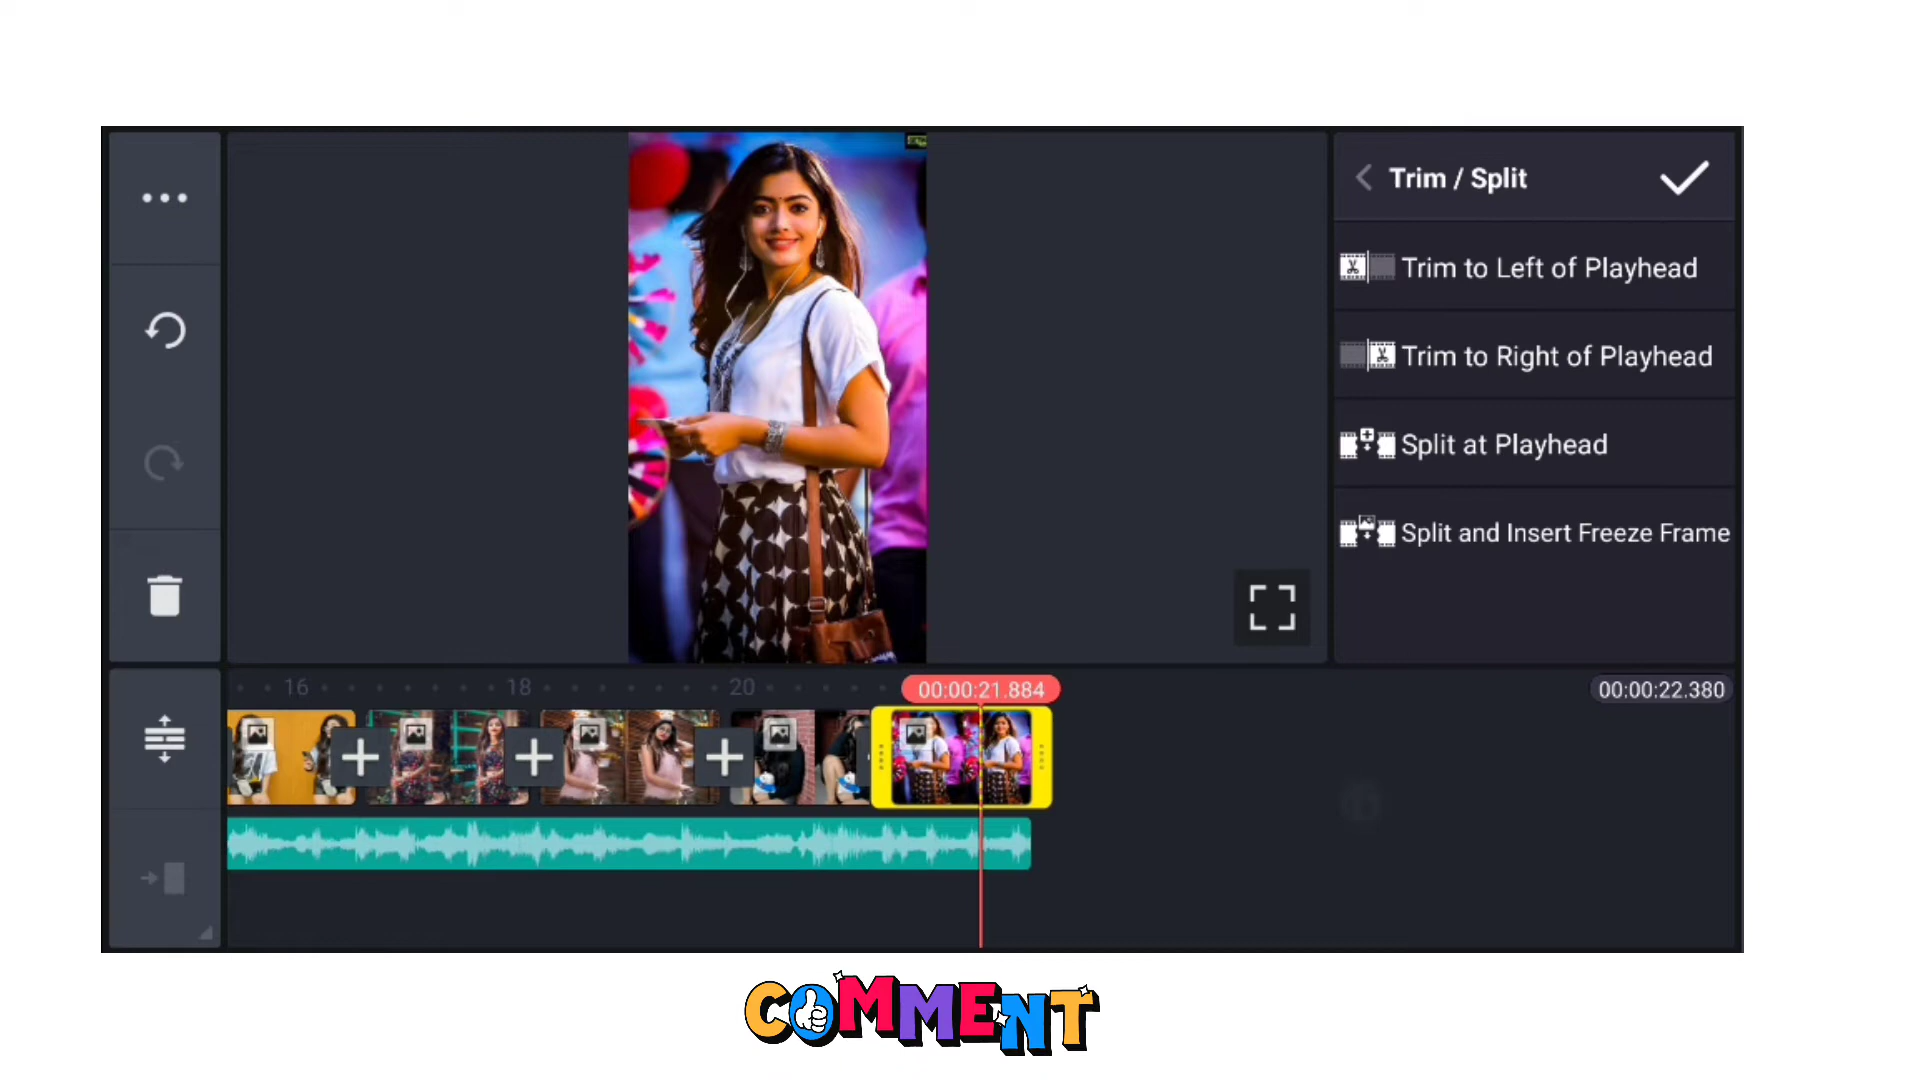 Trim / Split
Trim to Left of Playhead
Trim to Right of Playhead
Split at Playhead
Split and Insert Freeze Frame
16
18
20
00:00:21.884
00:00:22.380
COMMENT